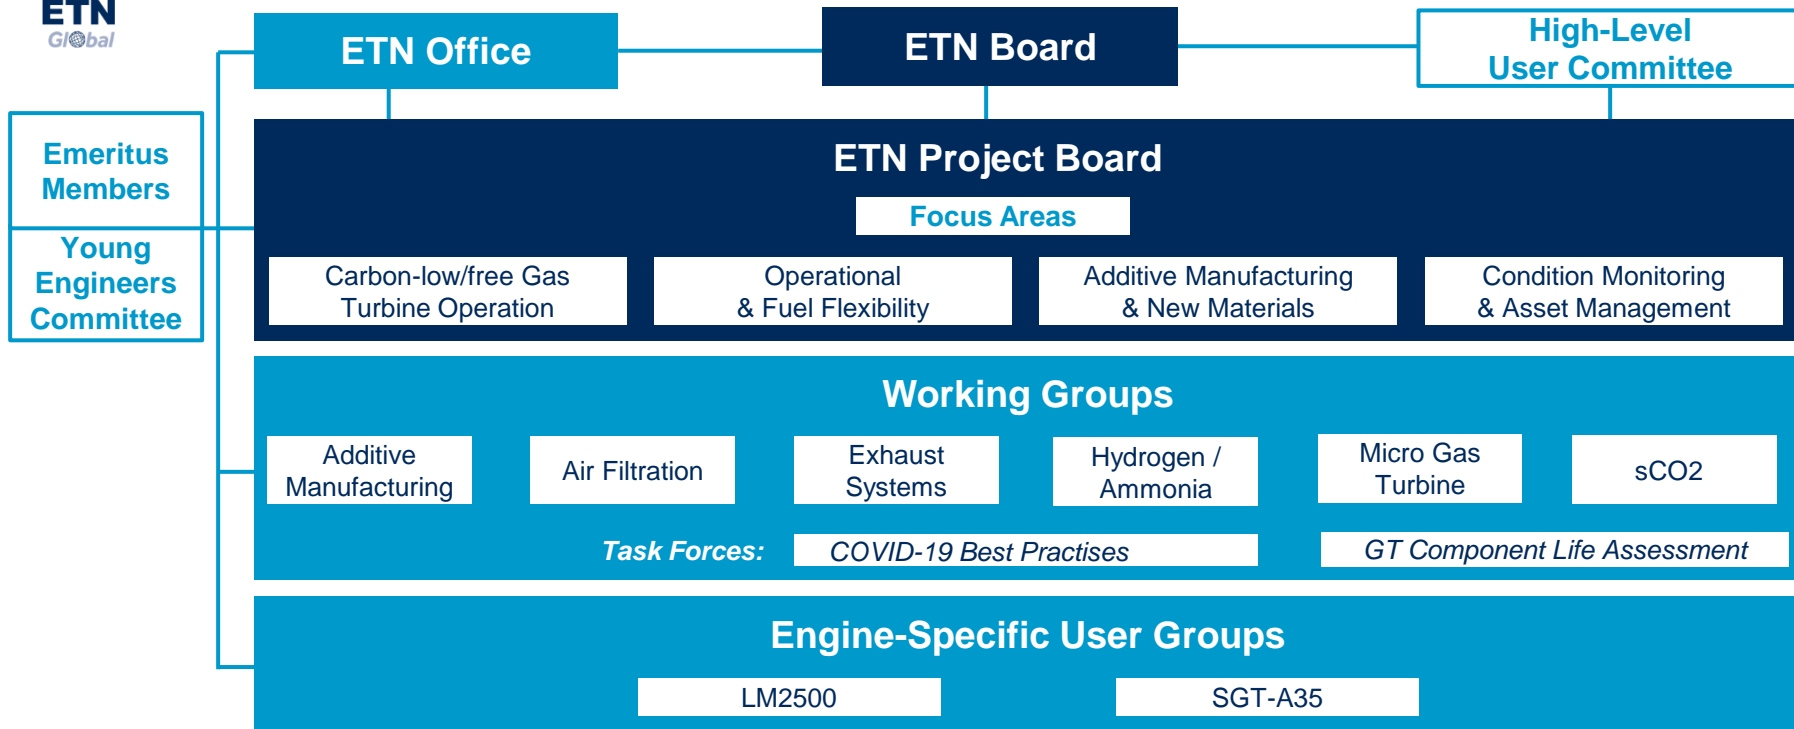 ETN
Global
ETN Office
ETN Board
High-Level
User Committee
Emeritus
Members
Young
Engineers
Committee
ETN Project Board
Focus Areas
Carbon-low/free Gas
Turbine Operation
Operational
& Fuel Flexibility
Additive Manufacturing
& New Materials
Condition Monitoring
& Asset Management
Working Groups
Additive
Manufacturing
Air Filtration
Exhaust
Systems
Hydrogen /
Ammonia
Micro Gas
Turbine
sCO2
Task Forces:
COVID-19 Best Practises
GT Component Life Assessment
Engine-Specific User Groups
LM2500
SGT-A35